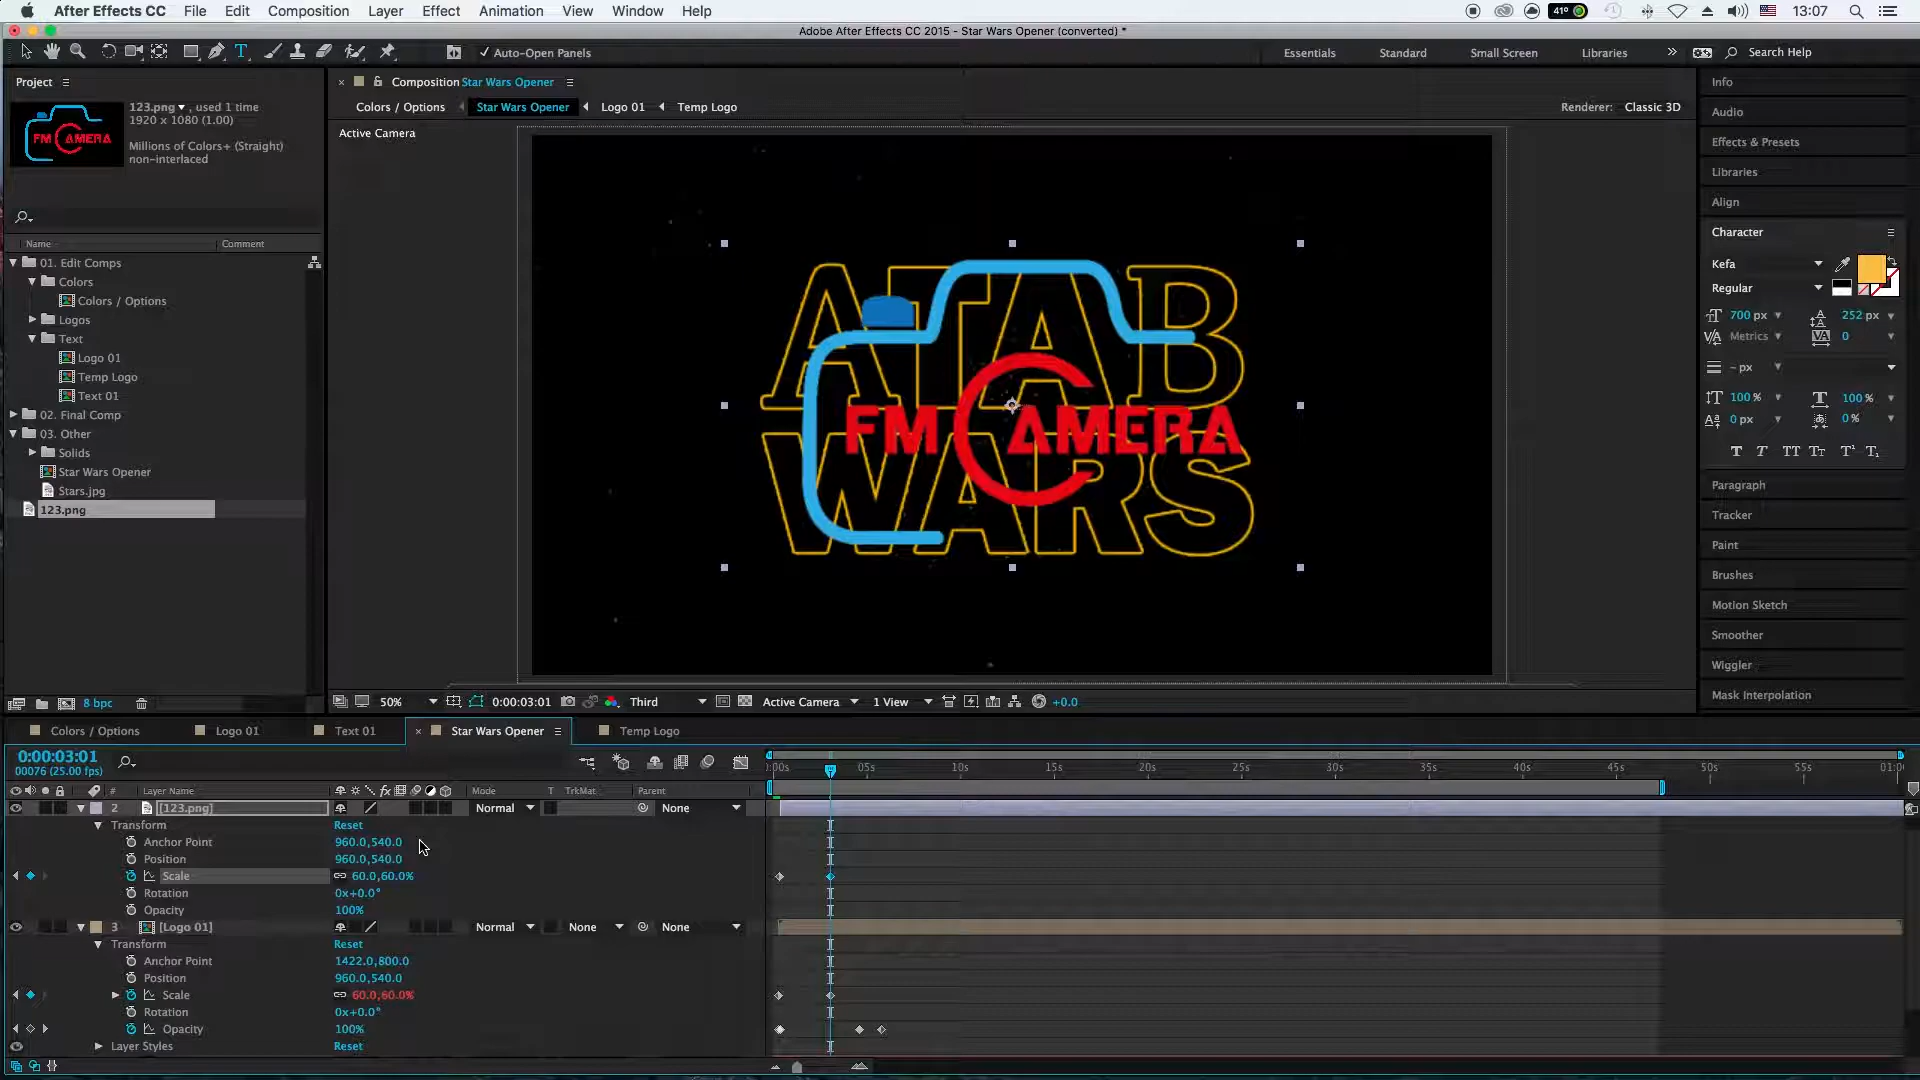 After Effects CC File Edit Composition Layer Effect Animation View Window Help 41° 13:07
Adobe After Effects CC 2015 - Star Wars Opener (converted) *
Auto-Open Panels Essentials Standard Small Screen Libraries Search Help
Project
123.png , used 1 time
1920 x 1080 (1.00)
Millions of Colors+ (Straight)
non-interlaced
FM CAMERA
Name Comment
01. Edit Comps
Colors
Colors / Options
Logos
Text
Logo 01
Temp Logo
Text 01
02. Final Comp
03. Other
Solids
Star Wars Opener
Stars.jpg
123.png
8 bpc
Composition Star Wars Opener
Colors / Options Star Wars Opener Logo 01 Temp Logo Renderer: Classic 3D
Active Camera
ATAB
FM CAMERA
WARS
50% 0:00:03:01 Third Active Camera 1 View +0.0
Info
Audio
Effects & Presets
Libraries
Align
Character
Kefa
Regular
700 px 252 px
Metrics 0
- px
100 % 100 %
0 px 0 %
T T TT Tт T¹ T₁
Paragraph
Tracker
Paint
Brushes
Motion Sketch
Smoother
Wiggler
Mask Interpolation
Colors / Options Logo 01 Text 01 Star Wars Opener Temp Logo
0:00:03:01
00076 (25.00 fps)
:00s 05s 10s 15s 20s 25s 30s 35s 40s 45s 50s 55s 01:0
# Layer Name Mode T TrkMat Parent
2 [123.png] Normal None
Transform Reset
Anchor Point 960.0,540.0
Position 960.0,540.0
Scale 60.0,60.0%
Rotation 0x+0.0°
Opacity 100%
3 [Logo 01] Normal None None
Transform Reset
Anchor Point 1422.0,800.0
Position 960.0,540.0
Scale 60.0,60.0%
Rotation 0x+0.0°
Opacity 100%
Layer Styles Reset